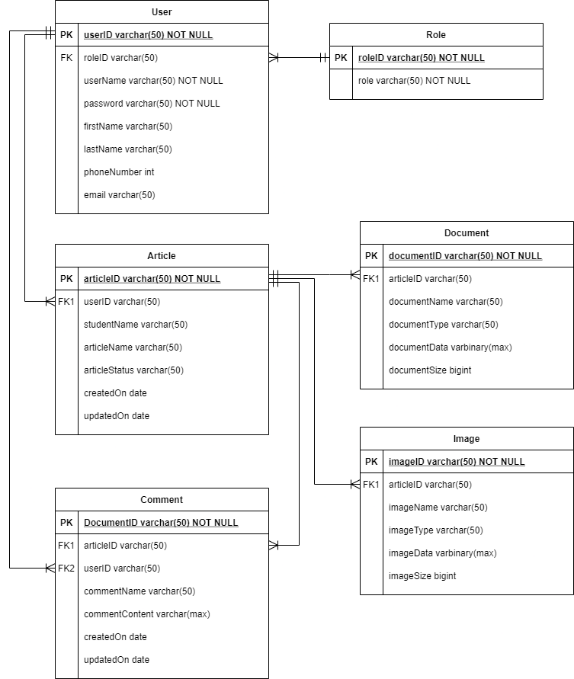 User
PK userID varchar(50) NOT NULL
FK roleID varchar(50)
userName varchar(50) NOT NULL
password varchar(50) NOT NULL
firstName varchar(50)
lastName varchar(50)
phoneNumber int
email varchar(50)
Role
PK roleID varchar(50) NOT NULL
role varchar(50) NOT NULL
Article
PK articleID varchar(50) NOT NULL
FK1 userID varchar(50)
studentName varchar(50)
articleName varchar(50)
articleStatus varchar(50)
createdOn date
updatedOn date
Document
PK documentID varchar(50) NOT NULL
FK1 articleID varchar(50)
documentName varchar(50)
documentType varchar(50)
documentData varbinary(max)
documentSize bigint
Image
PK imageID varchar(50) NOT NULL
FK1 articleID varchar(50)
imageName varchar(50)
imageType varchar(50)
imageData varbinary(max)
imageSize bigint
Comment
PK DocumentID varchar(50) NOT NULL
FK1 articleID varchar(50)
FK2 userID varchar(50)
commentName varchar(50)
commentContent varchar(max)
createdOn date
updatedOn date